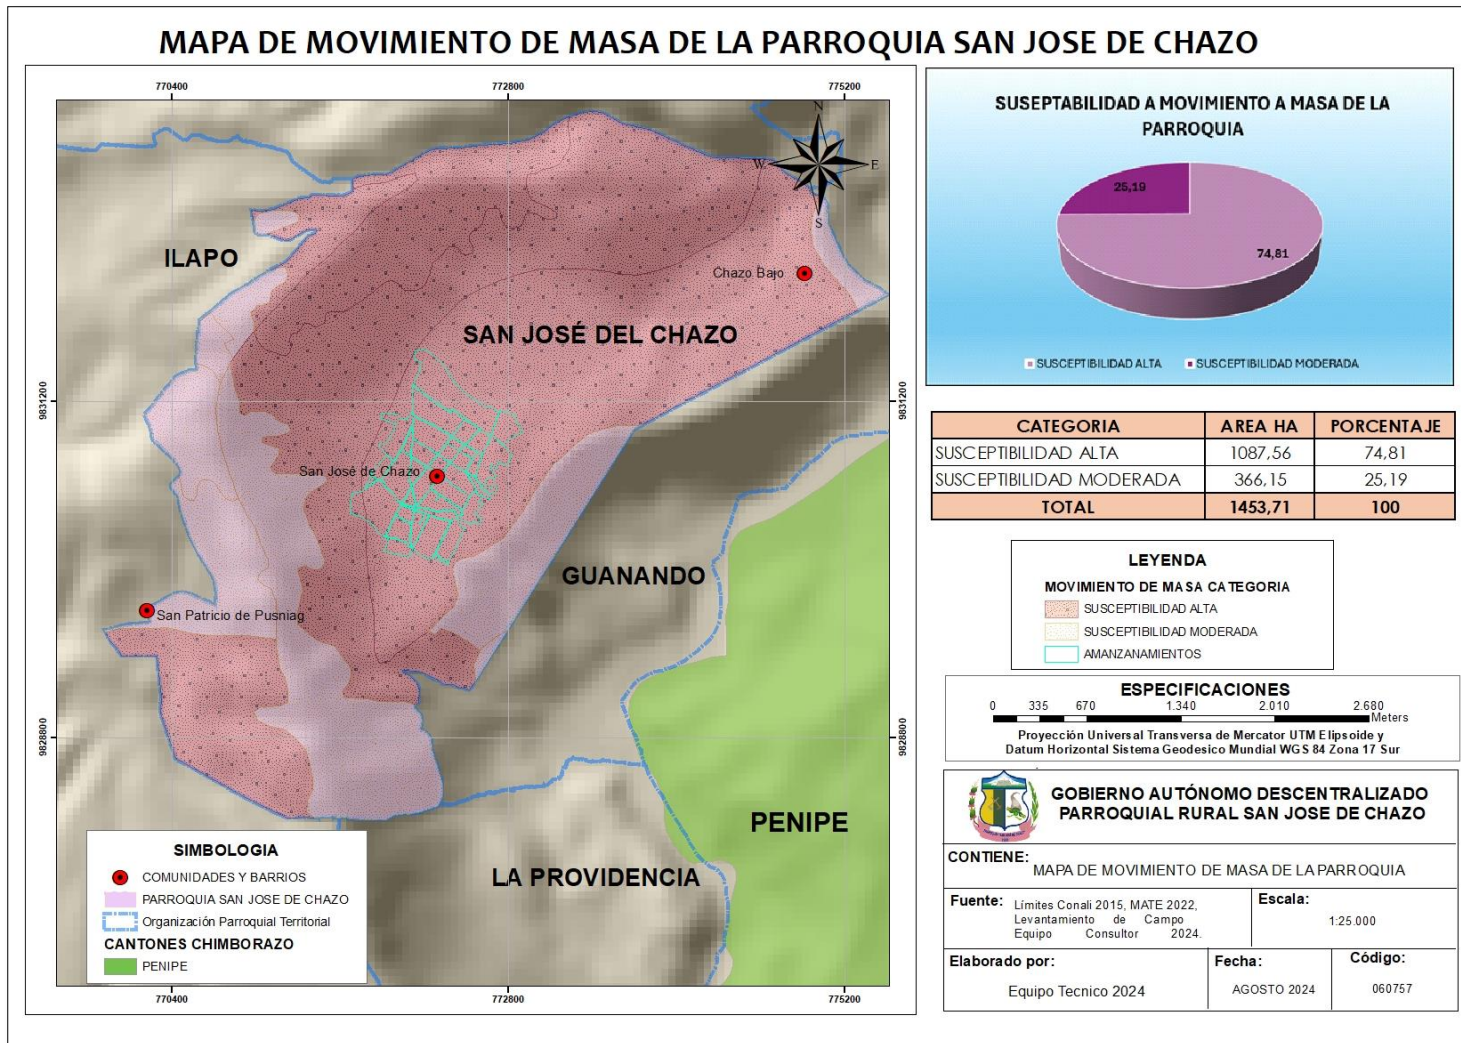 MAPA DE MOVIMIENTO DE MASA DE LA PARROQUIA SAN JOSE DE CHAZO
770400
772800
775200
N
W
E
S
ILAPO
Chazo Bajo
SAN JOSÉ DEL CHAZO
9831200
9831200
San José de Chazo
GUANANDO
San Patricio de Pusniag
9828800
9828800
PENIPE
LA PROVIDENCIA
SIMBOLOGIA
COMUNIDADES Y BARRIOS
PARROQUIA SAN JOSE DE CHAZO
Organización Parroquial Territorial
CANTONES CHIMBORAZO
PENIPE
770400
772800
775200
SUSEPTABILIDAD A MOVIMIENTO A MASA DE LA
PARROQUIA
25,19
74,81
SUSCEPTIBILIDAD ALTA
SUSCEPTIBILIDAD MODERADA
CATEGORIA AREA HA PORCENTAJE
SUSCEPTIBILIDAD ALTA 1087,56 74,81
SUSCEPTIBILIDAD MODERADA 366,15 25,19
TOTAL 1453,71 100
LEYENDA
MOVIMIENTO DE MASA CATEGORIA
SUSCEPTIBILIDAD ALTA
SUSCEPTIBILIDAD MODERADA
AMANZANAMIENTOS
ESPECIFICACIONES
0 335 670 1.340 2.010 2.680
Meters
Proyección Universal Transversa de Mercator UTM Elipsoide y
Datum Horizontal Sistema Geodesico Mundial WGS 84 Zona 17 Sur
GOBIERNO AUTÓNOMO DESCENTRALIZADO
PARROQUIAL RURAL SAN JOSE DE CHAZO
CONTIENE:
MAPA DE MOVIMIENTO DE MASA DE LA PARROQUIA
Fuente: Límites Conali 2015, MATE 2022,
Levantamiento de Campo
Equipo Consultor 2024.
Escala:
1:25.000
Elaborado por:
Equipo Tecnico 2024
Fecha:
AGOSTO 2024
Código:
060757